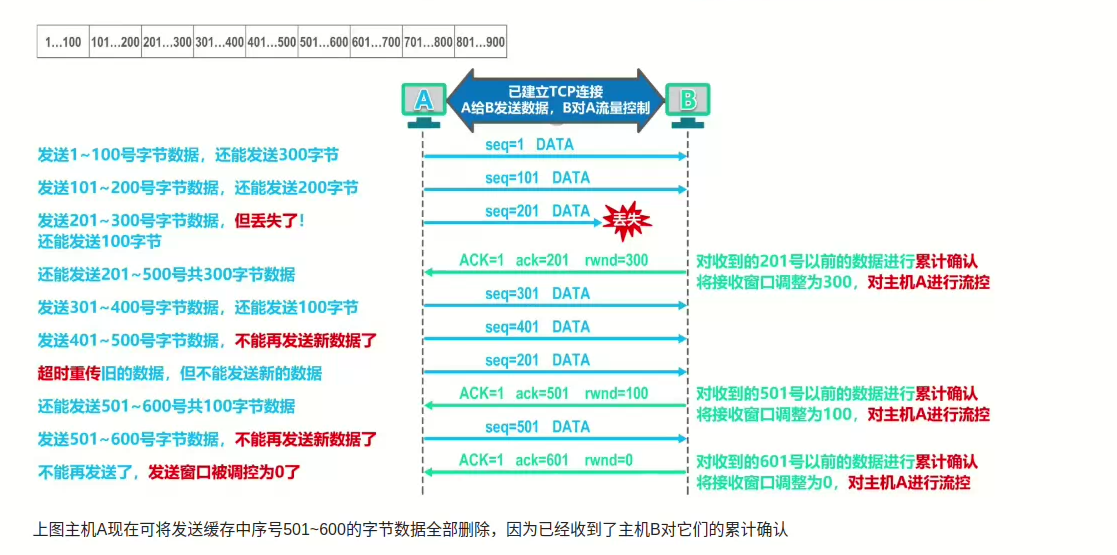 1…100 101…200 201…300 301…400 401…500 501…600 601…700 701…800 801…900
已建立TCP连接
A给B发送数据，B对A流量控制
A
B
发送1~100号字节数据，还能发送300字节
seq=1 DATA
发送101~200号字节数据，还能发送200字节
seq=101 DATA
发送201~300号字节数据，但丢失了!
还能发送100字节
seq=201 DATA
丢失
还能发送201~500号共300字节数据
ACK=1 ack=201 rwnd=300
对收到的201号以前的数据进行累计确认
将接收窗口调整为300，对主机A进行流控
发送301~400号字节数据，还能发送100字节
seq=301 DATA
发送401~500号字节数据，不能再发送新数据了
seq=401 DATA
超时重传旧的数据，但不能发送新的数据
seq=201 DATA
还能发送501~600号共100字节数据
ACK=1 ack=501 rwnd=100
对收到的501号以前的数据进行累计确认
将接收窗口调整为100，对主机A进行流控
发送501~600号字节数据，不能再发送新数据了
seq=501 DATA
不能再发送了，发送窗口被调控为0了
ACK=1 ack=601 rwnd=0
对收到的601号以前的数据进行累计确认
将接收窗口调整为0，对主机A进行流控
上图主机A现在可将发送缓存中序号501~600的字节数据全部删除，因为已经收到了主机B对它们的累计确认